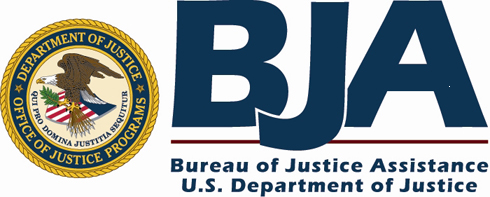 DEPARTMENT OF JUSTICE
OFFICE OF JUSTICE PROGRAMS
QUI PRO DOMINA JUSTITIA SEQUITUR
BJA
Bureau of Justice Assistance
U.S. Department of Justice